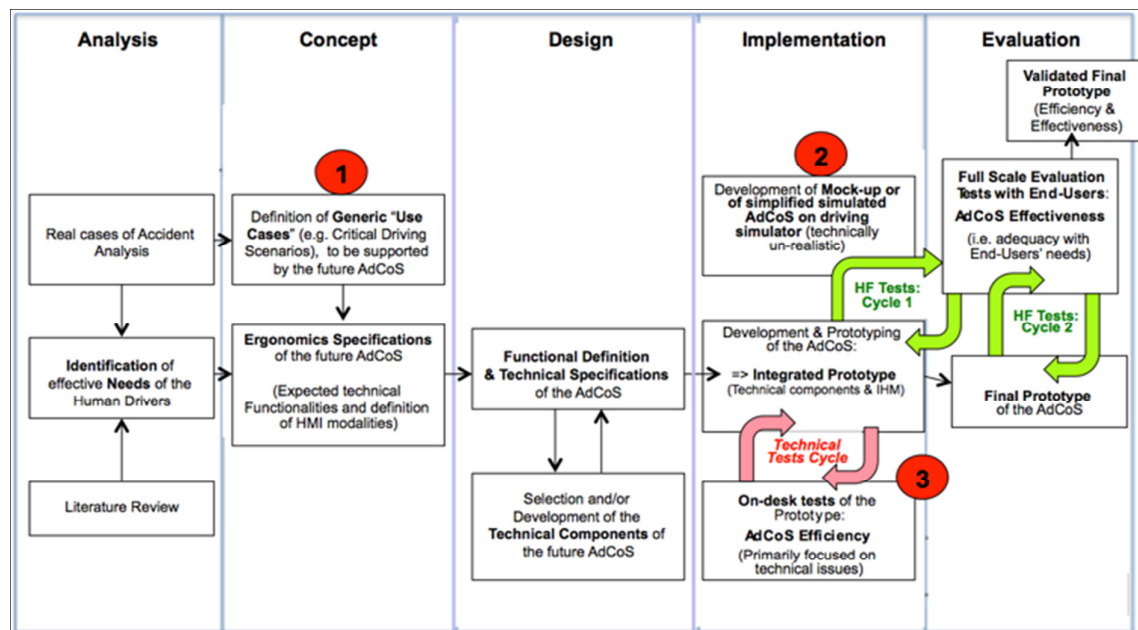 Analysis
Concept
Design
Implementation
Evaluation
Real cases of Accident
Analysis
Identification of
effective Needs of the
Human Drivers
Literature Review
1
Definition of Generic "Use
Cases" (e.g. Critical Driving
Scenarios), to be supported
by the future AdCoS
Ergonomics Specifications
of the future AdCoS
(Expected technical
Functionalities and definition
of HMI modalities)
Functional Definition
& Technical Specifications
of the AdCoS
Selection and/or
Development of the
Technical Components of
the future AdCoS
2
Development of Mock-up or
of simplified simulated
AdCoS on driving
simulator (technically
un-realistic)
HF Tests:
Cycle 1
Development & Prototyping
of the AdCoS:
=> Integrated Prototype
(Technical components & IHM)
Technical
Tests Cycle
3
On-desk tests of the
Prototype:
AdCoS Efficiency
(Primarily focused on
technical issues)
Validated Final
Prototype
(Efficiency &
Effectiveness)
Full Scale Evaluation
Tests with End-Users:
AdCoS Effectiveness
(i.e. adequacy with
End-Users' needs)
HF Tests:
Cycle 2
Final Prototype
of the AdCoS